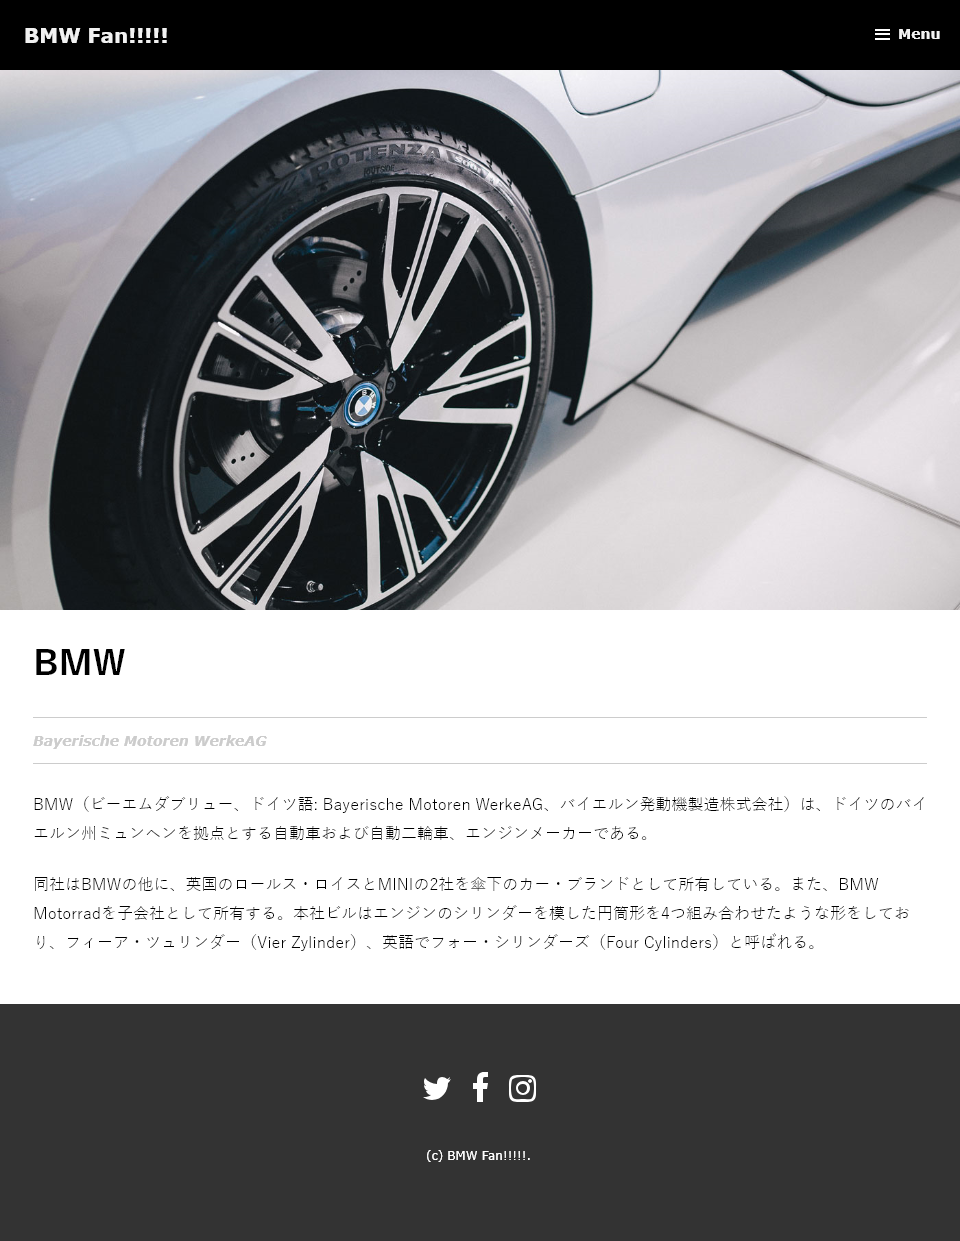 BMW Fan!!!!!
Menu
POTENZA
BMW
BMW
Bayerische Motoren WerkeAG
BMW（ビーエムダブリュー、ドイツ語: Bayerische Motoren WerkeAG、バイエルン発動機製造株式会社）は、ドイツのバイ
エルン州ミュンヘンを拠点とする自動車および自動二輪車、エンジンメーカーである。
同社はBMWの他に、英国のロールス・ロイスとMINIの2社を傘下のカー・ブランドとして所有している。また、BMW
Motorradを子会社として所有する。本社ビルはエンジンのシリンダーを模した円筒形を4つ組み合わせたような形をしてお
り、フィーア・ツュリンダー（Vier Zylinder）、英語でフォー・シリンダーズ（Four Cylinders）と呼ばれる。
(c) BMW Fan!!!!!.